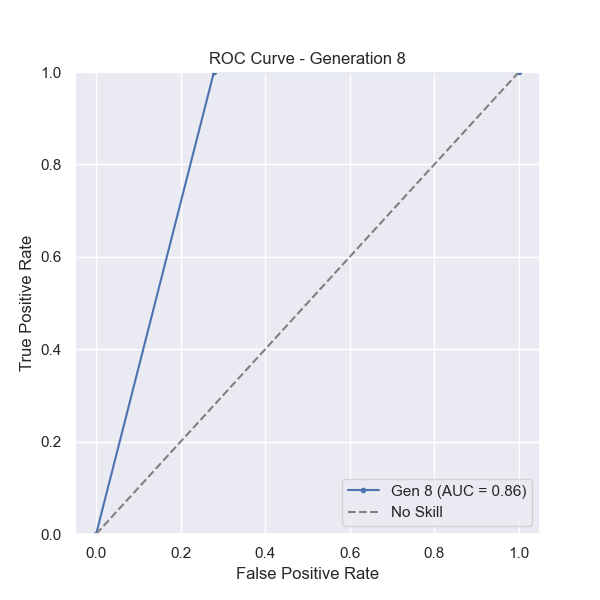 ROC Curve - Generation 8
1.0
0.8
0.6
0.4
0.2
0.0
True Positive Rate
0.0 0.2 0.4 0.6 0.8 1.0
False Positive Rate
Gen 8 (AUC = 0.86)
No Skill